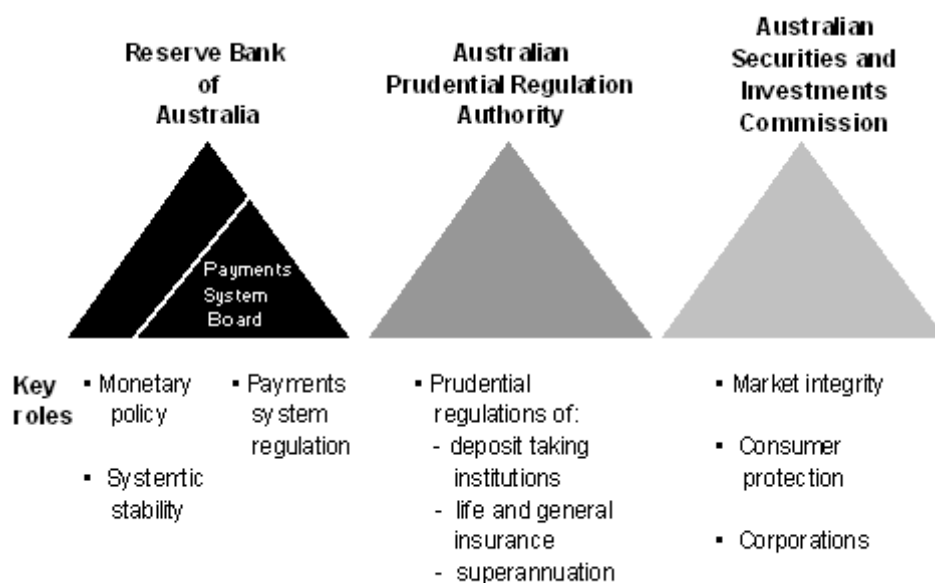 Reserve Bank
of
Australia
Australian
Prudential Regulation
Authority
Australian
Securities and
Investments
Commission
Payments
System
Board
Key
roles
▪ Monetary
policy
▪ Systemtic
stability
▪ Payments
system
regulation
▪ Prudential
regulations of:
- deposit taking
institutions
- life and general
insurance
- superannuation
▪ Market integrity
▪ Consumer
protection
▪ Corporations